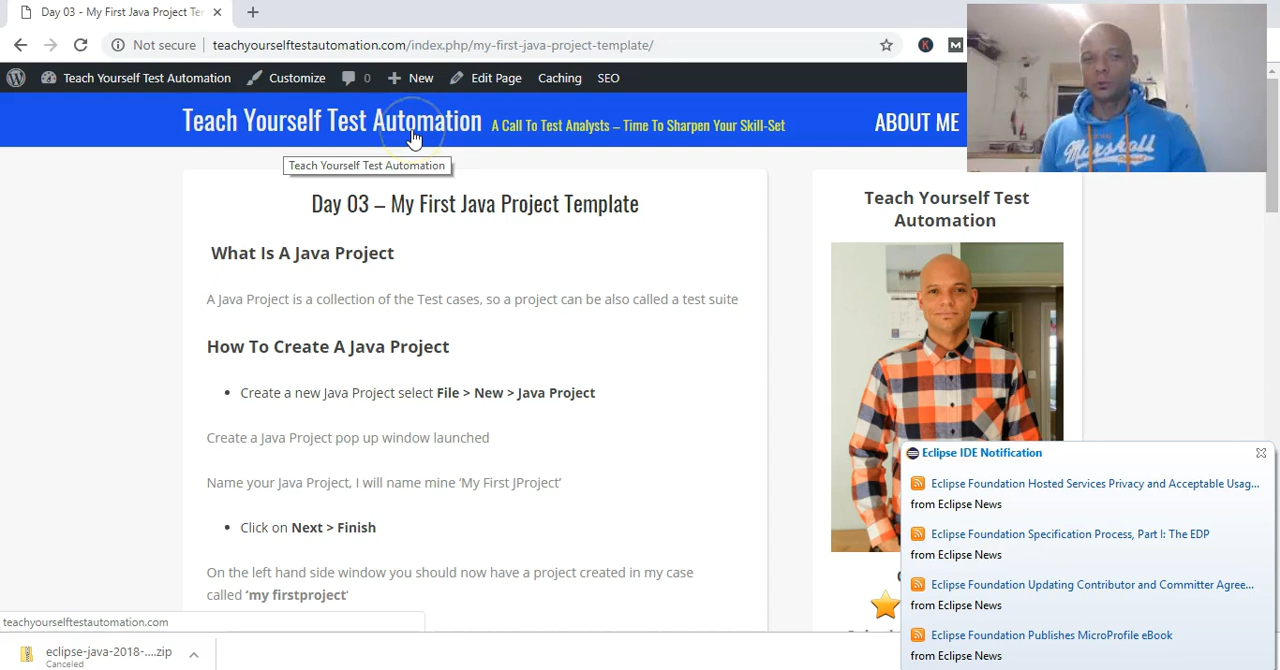 Day 03 - My First Java Project Te
Not secure
teachyourselftestautomation.com/index.php/my-first-java-project-template/
Teach Yourself Test Automation
Customize
0
New
Edit Page
Caching
SEO
Teach Yourself Test Automation
A Call To Test Analysts – Time To Sharpen Your Skill-Set
ABOUT ME
Marshall
Teach Yourself Test Automation
Day 03 – My First Java Project Template
What Is A Java Project
A Java Project is a collection of the Test cases, so a project can be also called a test suite
How To Create A Java Project
• Create a new Java Project select File > New > Java Project
Create a Java Project pop up window launched
Name your Java Project, I will name mine ‘My First JProject’
• Click on Next > Finish
On the left hand side window you should now have a project created in my case
called ‘my firstproject’
Teach Yourself Test
Automation
Eclipse IDE Notification
Eclipse Foundation Hosted Services Privacy and Acceptable Usag...
from Eclipse News
Eclipse Foundation Specification Process, Part I: The EDP
from Eclipse News
Eclipse Foundation Updating Contributor and Committer Agree...
from Eclipse News
Eclipse Foundation Publishes MicroProfile eBook
from Eclipse News
teachyourselftestautomation.com
eclipse-java-2018-....zip
Canceled